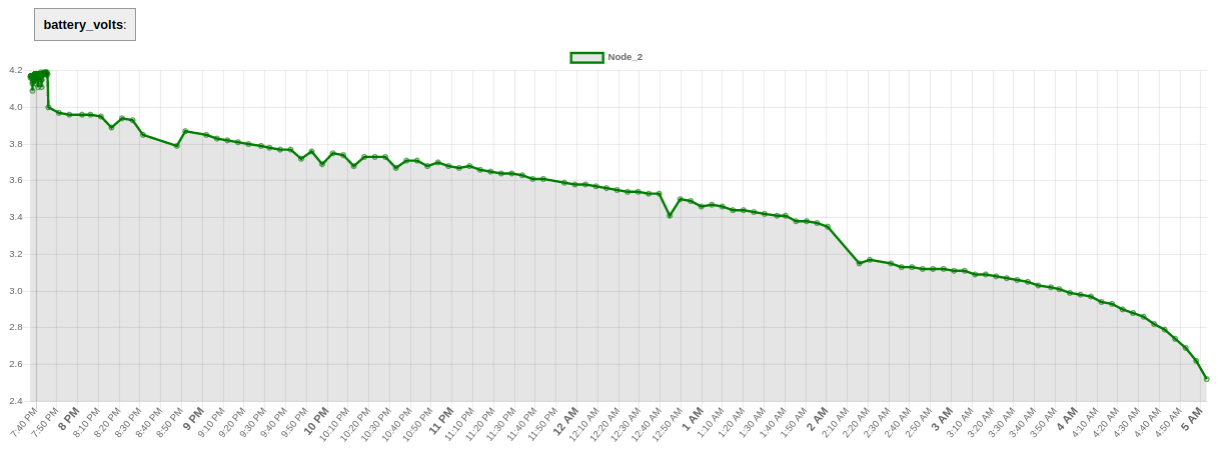 battery_volts:
Node_2
4.2
4.0
3.8
3.6
3.4
3.2
3.0
2.8
2.6
2.4
7:40 PM
7:50 PM
8 PM
8:10 PM
8:20 PM
8:30 PM
8:40 PM
8:50 PM
9 PM
9:10 PM
9:20 PM
9:30 PM
9:40 PM
9:50 PM
10 PM
10:10 PM
10:20 PM
10:30 PM
10:40 PM
10:50 PM
11 PM
11:10 PM
11:20 PM
11:30 PM
11:40 PM
11:50 PM
12 AM
12:10 AM
12:20 AM
12:30 AM
12:40 AM
12:50 AM
1 AM
1:10 AM
1:20 AM
1:30 AM
1:40 AM
1:50 AM
2 AM
2:10 AM
2:20 AM
2:30 AM
2:40 AM
2:50 AM
3 AM
3:10 AM
3:20 AM
3:30 AM
3:40 AM
3:50 AM
4 AM
4:10 AM
4:20 AM
4:30 AM
4:40 AM
4:50 AM
5 AM